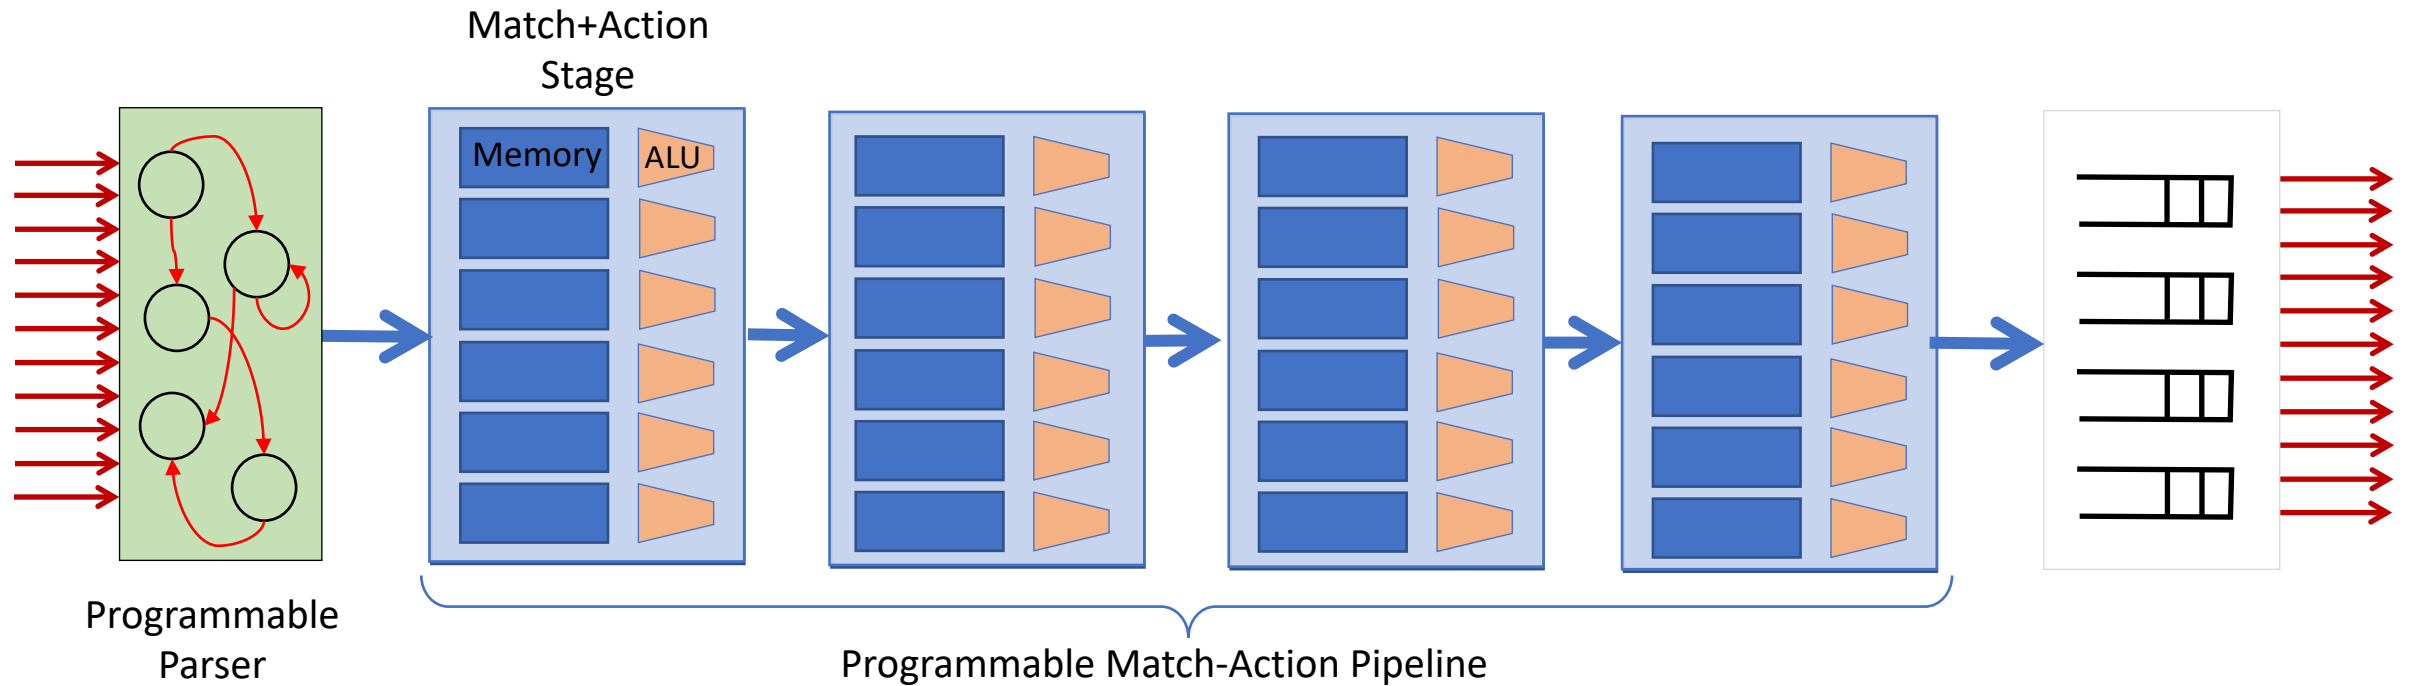 Match+Action
Stage
Memory
ALU
Programmable
Parser
Programmable Match-Action Pipeline